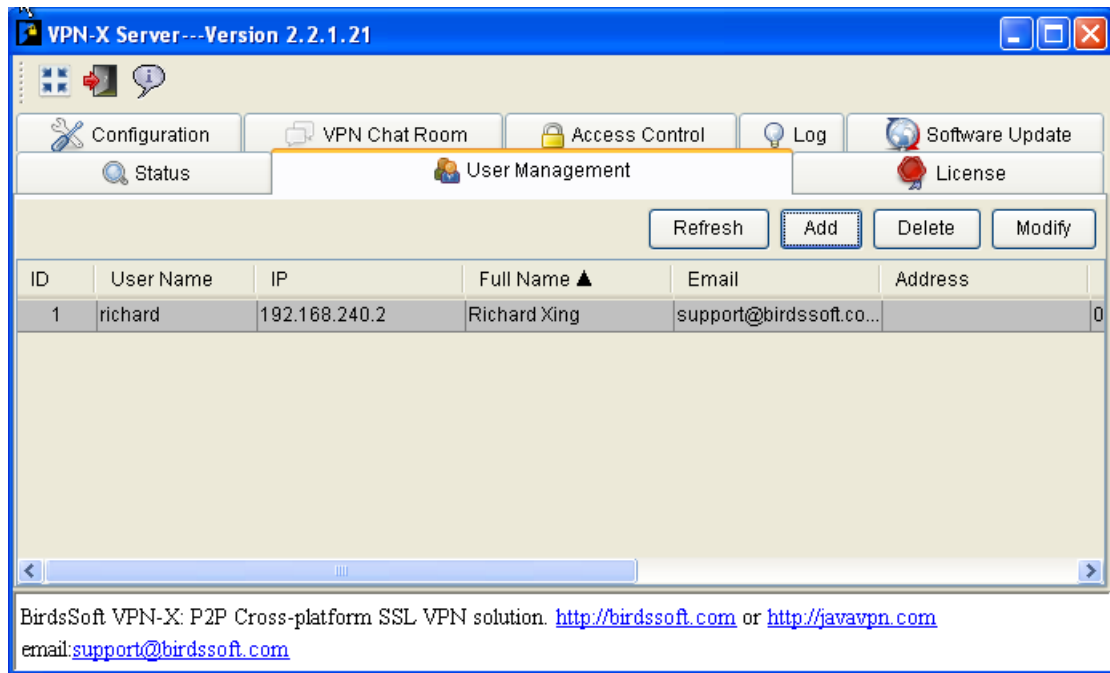 VPN-X Server---Version 2.2.1.21
Configuration VPN Chat Room Access Control Log Software Update
Status User Management License
Refresh Add Delete Modify
ID User Name IP Full Name ▲ Email Address
1 richard 192.168.240.2 Richard Xing support@birdssoft.co... 0
BirdsSoft VPN-X: P2P Cross-platform SSL VPN solution. http://birdssoft.com or http://javavpn.com
email:support@birdssoft.com